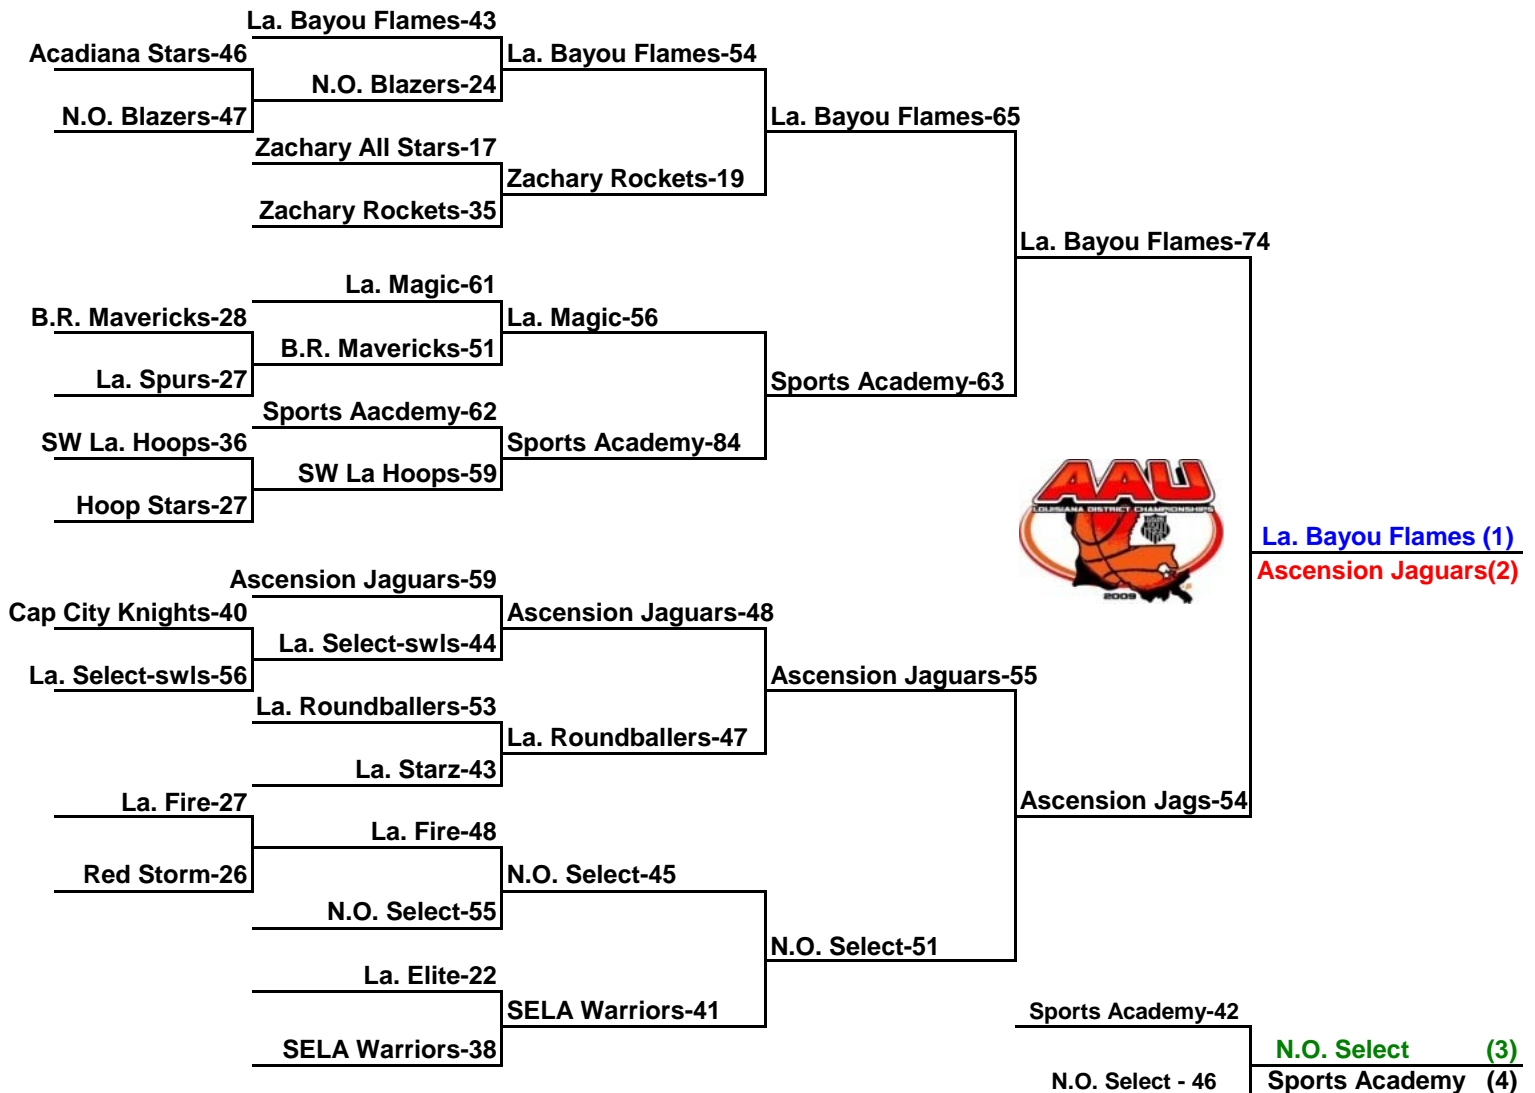 La. Bayou Flames-43
Acadiana Stars-46
La. Bayou Flames-54
N.O. Blazers-24
N.O. Blazers-47
La. Bayou Flames-65
Zachary All Stars-17
Zachary Rockets-19
Zachary Rockets-35
La. Bayou Flames-74
La. Magic-61
B.R. Mavericks-28
La. Magic-56
B.R. Mavericks-51
La. Spurs-27
Sports Academy-63
Sports Aacdemy-62
SW La. Hoops-36
Sports Academy-84
SW La Hoops-59
Hoop Stars-27
AAU
LOUISIANA DISTRICT CHAMPIONSHIPS
2009
La. Bayou Flames (1)
Ascension Jaguars(2)
Ascension Jaguars-59
Cap City Knights-40
Ascension Jaguars-48
La. Select-swls-44
La. Select-swls-56
Ascension Jaguars-55
La. Roundballers-53
La. Roundballers-47
La. Starz-43
La. Fire-27
Ascension Jags-54
La. Fire-48
Red Storm-26
N.O. Select-45
N.O. Select-55
N.O. Select-51
La. Elite-22
SELA Warriors-41
Sports Academy-42
SELA Warriors-38
N.O. Select (3)
N.O. Select - 46
Sports Academy (4)